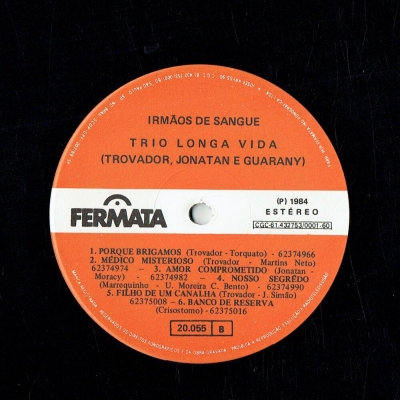 IRMÃOS DE SANGUE
TRIO LONGA VIDA
(TROVADOR, JONATAN E GUARANY)
FERMATA
(P) 1984
ESTÉREO
CGC-61.432753/0001-60
1. PORQUE BRIGAMOS (Trovador - Torquato) - 62374966
2. MÉDICO MISTERIOSO (Trovador - Martins Neto)
62374974 — 3. AMOR COMPROMETIDO (Jonatan -
Moracy) - 62374982 — 4. NOSSO SEGRÊDO
(Marrequinho - U. Moreira C. Bento) - 62374990
5. FILHO DE UM CANALHA (Trovador - J. Simão)
62375008 — 6. BANCO DE RESERVA
(Crisostomo) - 62375016
20.055 B